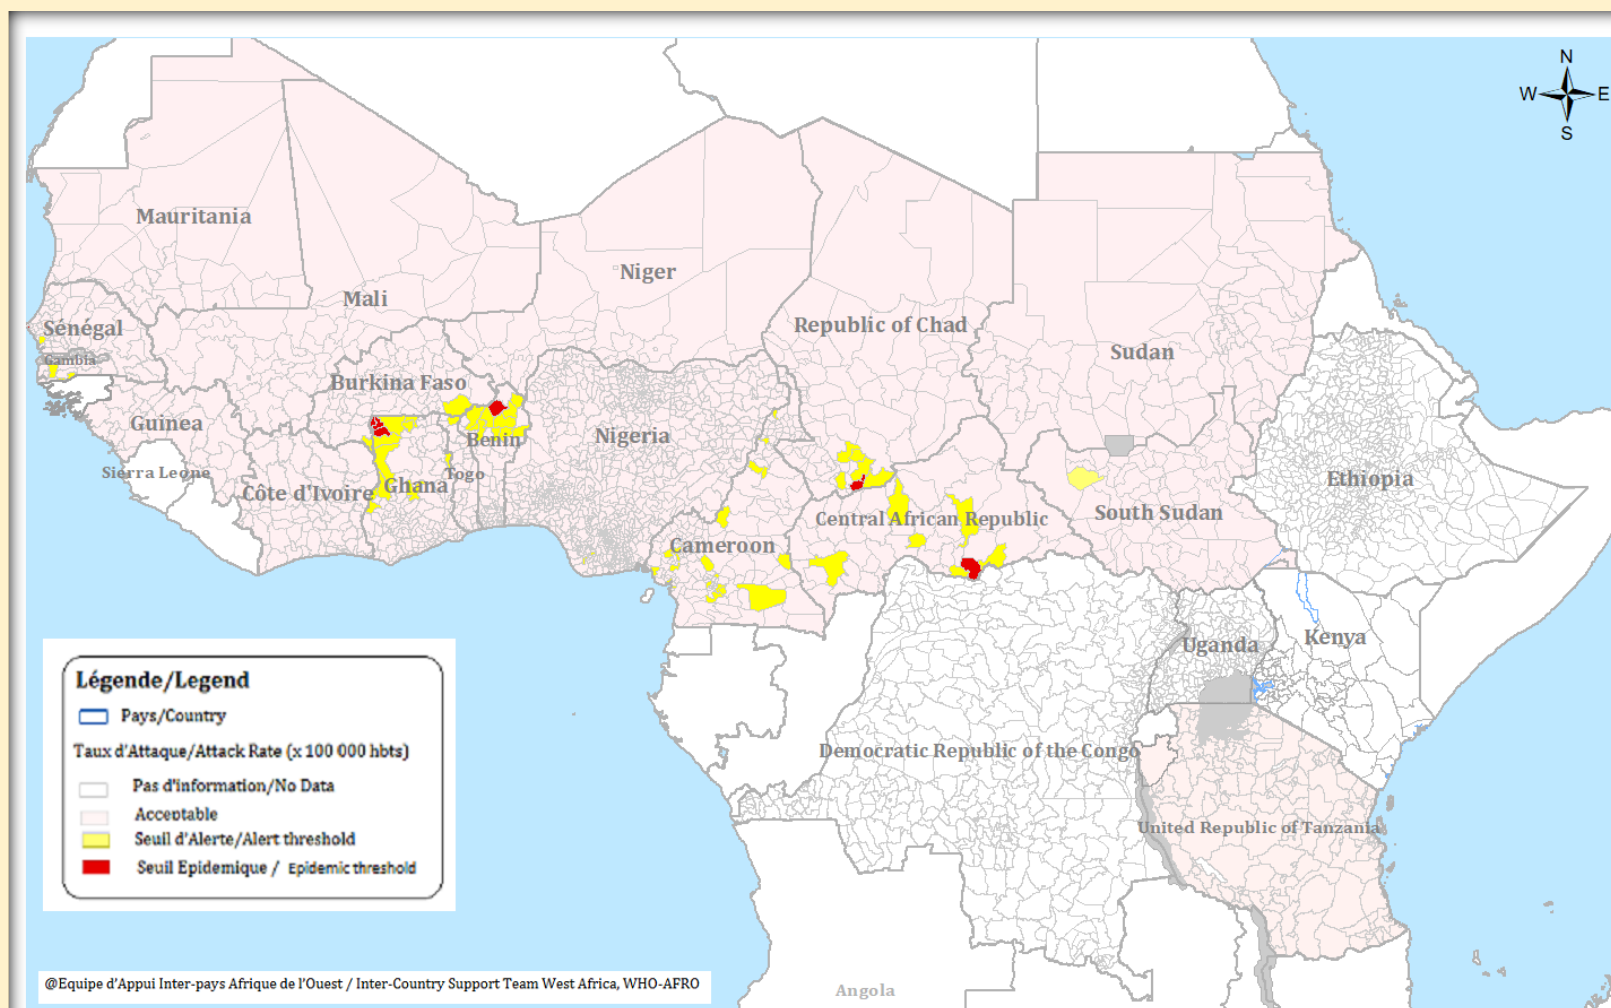 N
W E
S
Mauritania
Niger
Mali
Republic of Chad
Sénégal
Sudan
Gambia
Burkina Faso
Guinea
Benin
Nigeria
Sierra Leone
Togo
Ethiopia
Côte d'Ivoire
Ghana
Central African Republic
South Sudan
Cameroon
Uganda
Kenya
Democratic Republic of the Congo
United Republic of Tanzania
Angola
Légende/Legend
Pays/Country
Taux d'Attaque/Attack Rate (x 100 000 hbts)
Pas d'information/No Data
Acceptable
Seuil d'Alerte/Alert threshold
Seuil Epidemique / Epidemic threshold
@Equipe d'Appui Inter-pays Afrique de l'Ouest / Inter-Country Support Team West Africa, WHO-AFRO